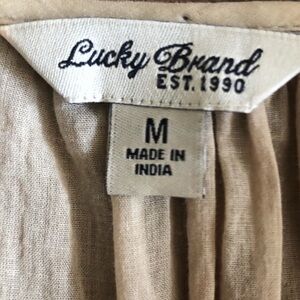 Lucky Brand
EST. 1990
M
MADE IN
INDIA